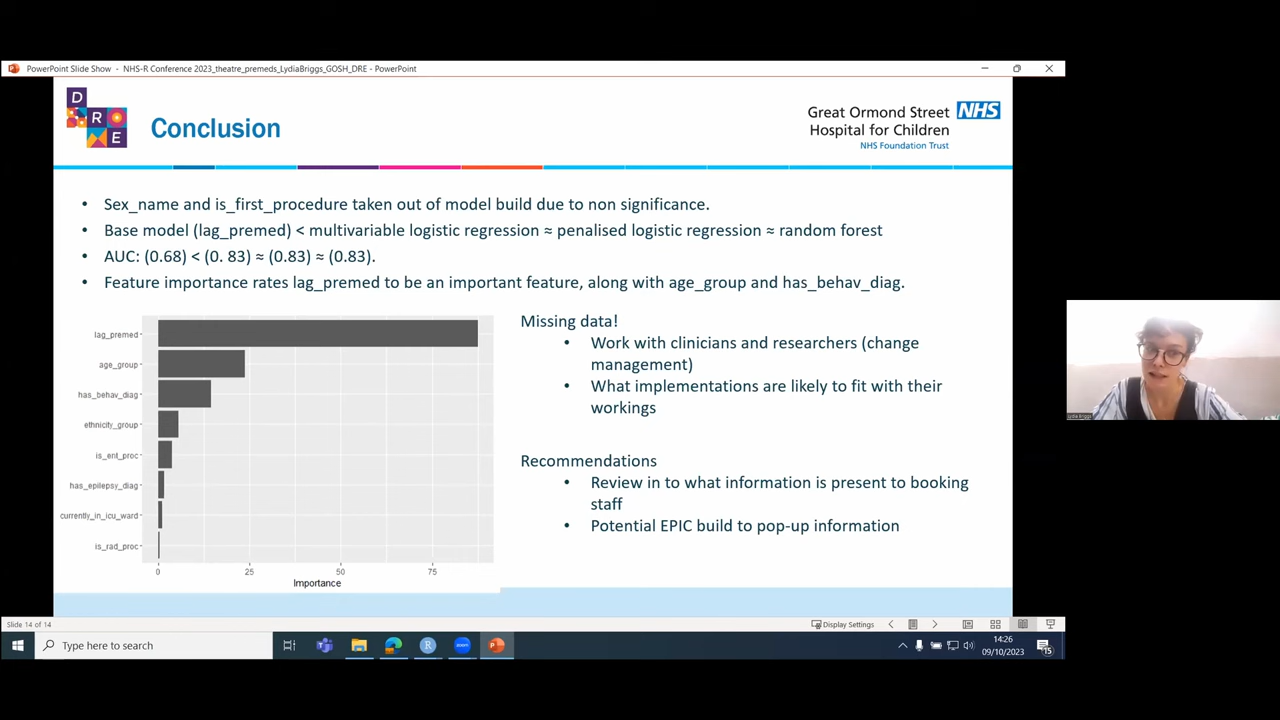 PowerPoint Slide Show - NHS-R Conference 2023_theatre_premeds_LydiaBriggs_GOSH_DRE - PowerPoint
D
R
E
Conclusion
Great Ormond Street NHS
Hospital for Children
NHS Foundation Trust
• Sex_name and is_first_procedure taken out of model build due to non significance.
• Base model (lag_premed) < multivariable logistic regression ≈ penalised logistic regression ≈ random forest
• AUC: (0.68) < (0. 83) ≈ (0.83) ≈ (0.83).
• Feature importance rates lag_premed to be an important feature, along with age_group and has_behav_diag.
lag_premed
age_group
has_behav_diag
ethnicity_group
is_ent_proc
has_epilepsy_diag
currently_in_icu_ward
is_rad_proc
0 25 50 75
Importance
Missing data!
• Work with clinicians and researchers (change
management)
• What implementations are likely to fit with their
workings
Recommendations
• Review in to what information is present to booking
staff
• Potential EPIC build to pop-up information
Lydia Briggs
Slide 14 of 14
Display Settings
Type here to search
14:26
09/10/2023
15